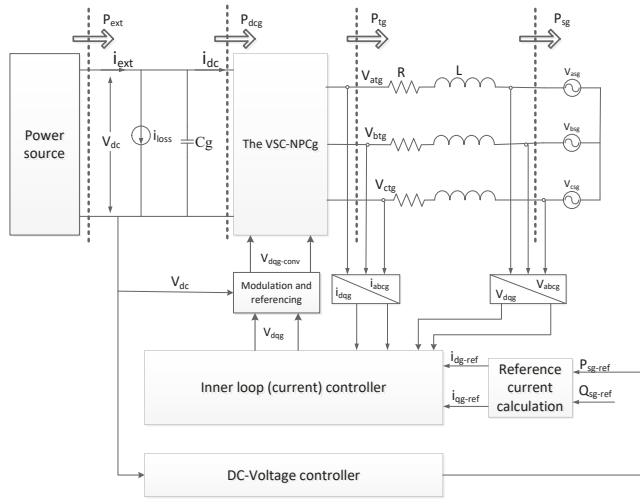 P_ext
P_dcg
P_tg
P_sg
i_ext
i_dc
Power source
V_dc
i_loss
Cg
The VSC-NPCg
V_atg
R
L
V_asg
V_btg
V_bsg
V_ctg
V_csg
V_dqg-conv
V_dc
Modulation and referencing
i_abcg
i_dqg
V_abcg
V_dqg
V_dqg
Inner loop (current) controller
i_dg-ref
i_qg-ref
Reference current calculation
P_sg-ref
Q_sg-ref
DC-Voltage controller